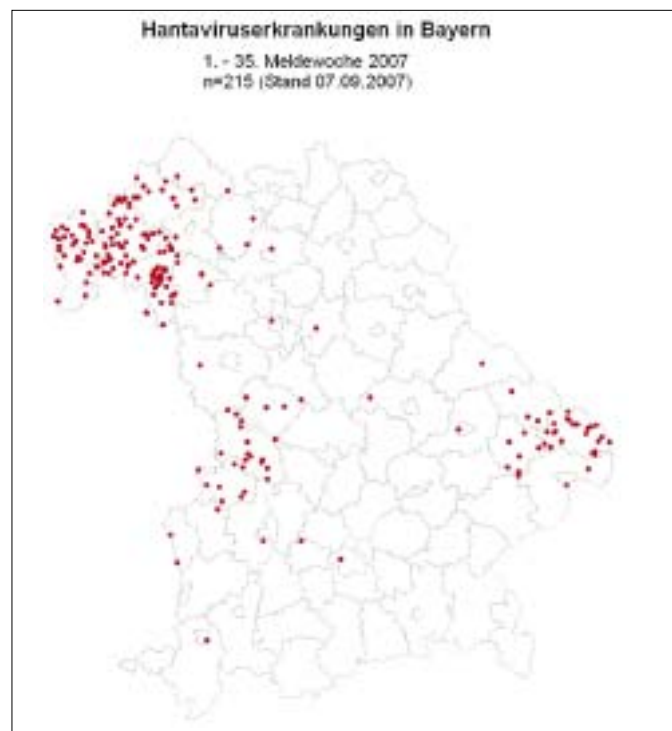 Hantaviruserkrankungen in Bayern
1. - 35. Meldewoche 2007
n=215 (Stand 07.09.2007)